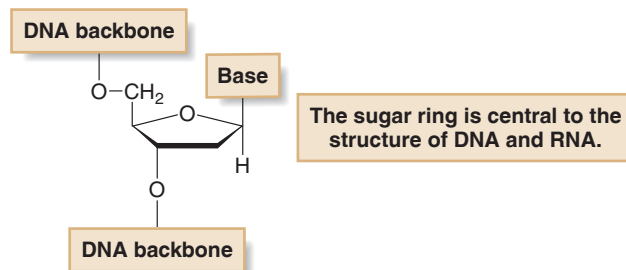 DNA backbone
Base
O–CH2
O
The sugar ring is central to the
structure of DNA and RNA.
H
O
DNA backbone